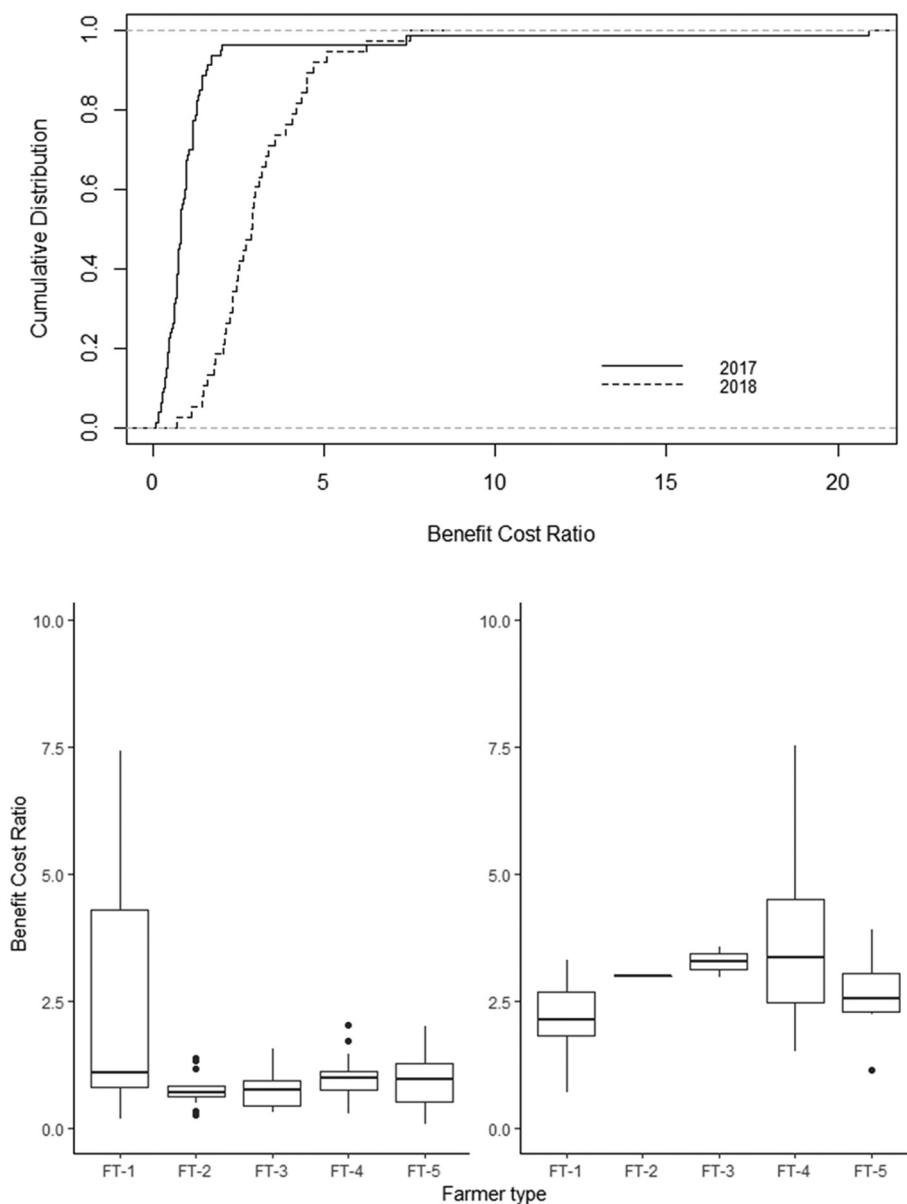 1.0
0.8
0.6
0.4
0.2
0.0
Cumulative Distribution
2017
2018
0 5 10 15 20
Benefit Cost Ratio
10.0
7.5
5.0
2.5
0.0
Benefit Cost Ratio
FT-1 FT-2 FT-3 FT-4 FT-5
10.0
7.5
5.0
2.5
0.0
FT-1 FT-2 FT-3 FT-4 FT-5
Farmer type